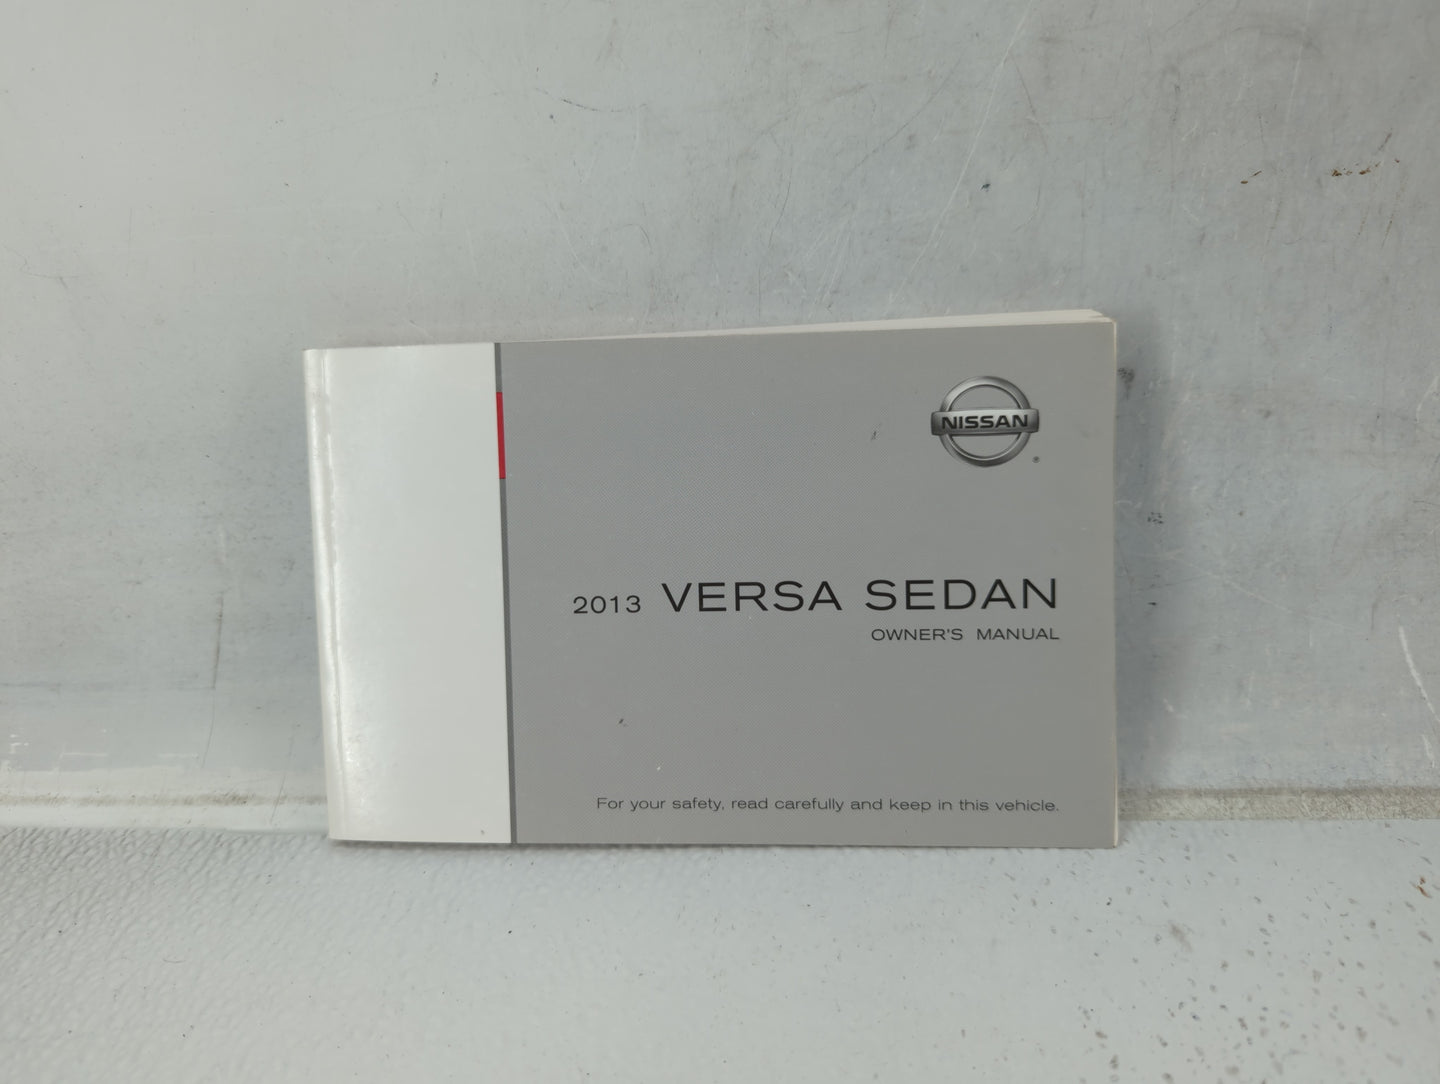 NISSAN
®
2013 VERSA SEDAN
OWNER'S MANUAL
For your safety, read carefully and keep in this vehicle.